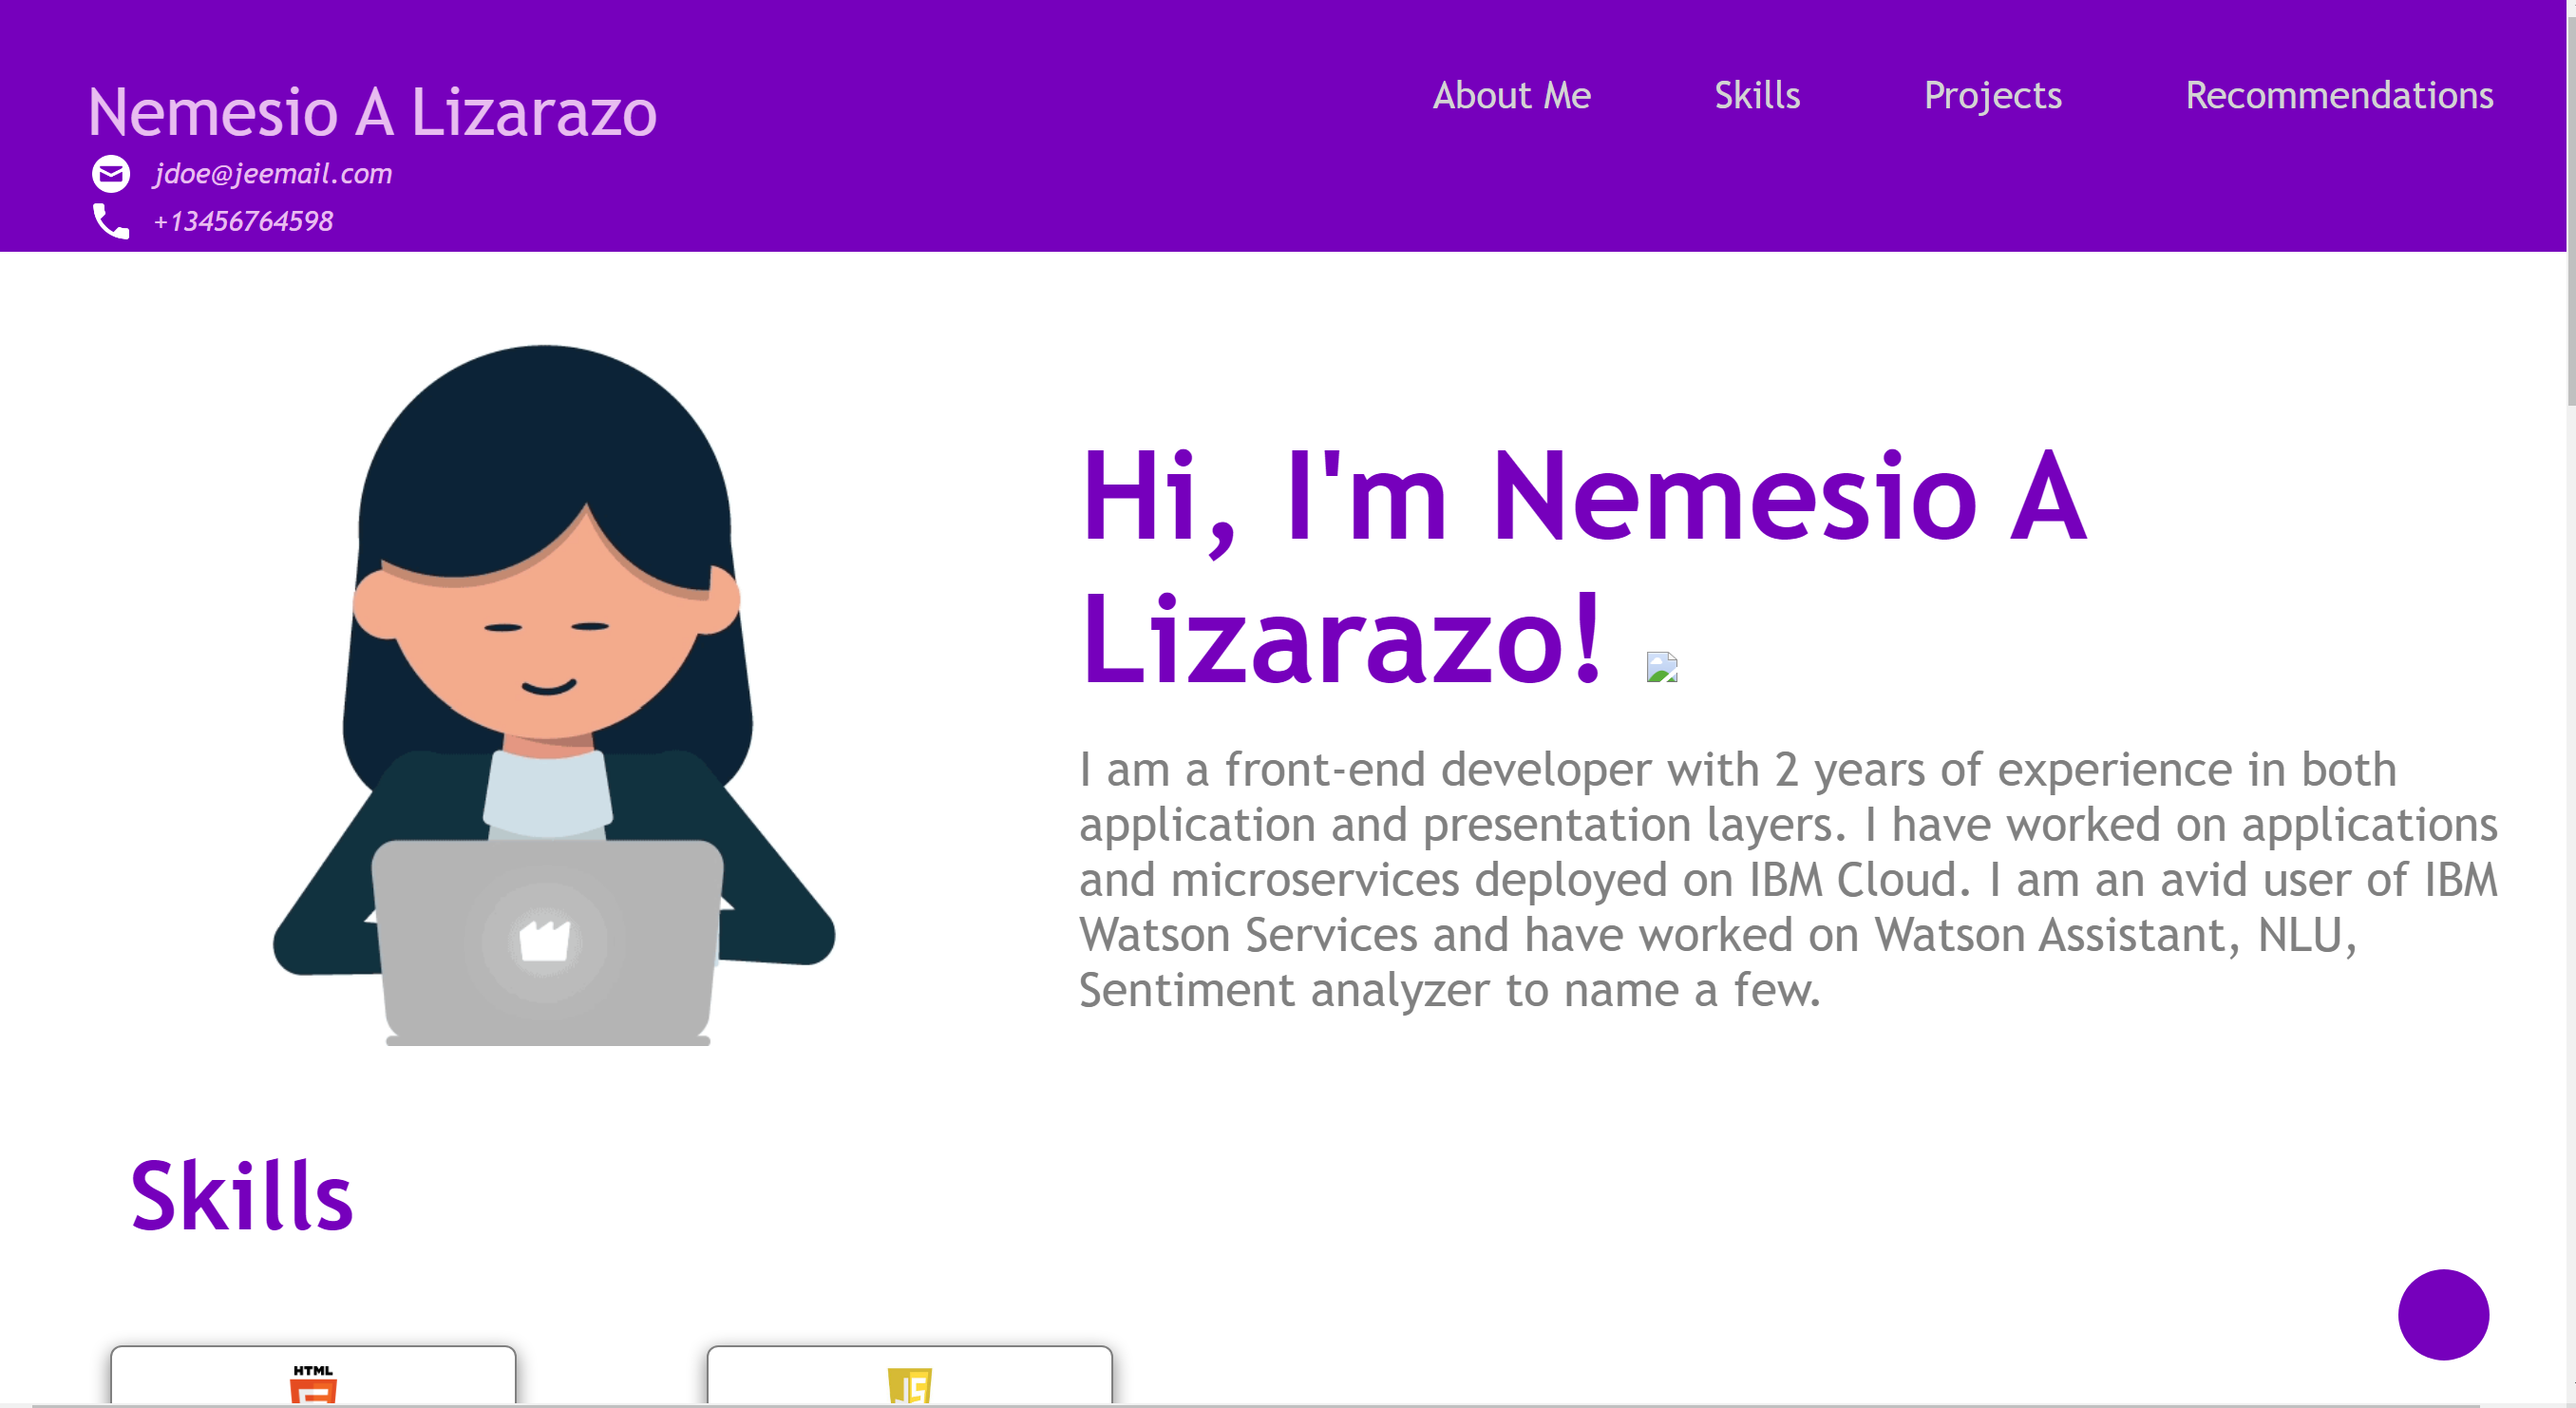 Nemesio A Lizarazo
jdoe@jeemail.com
+13456764598
About Me Skills Projects Recommendations
Hi, I'm Nemesio A
Lizarazo!
I am a front-end developer with 2 years of experience in both
application and presentation layers. I have worked on applications
and microservices deployed on IBM Cloud. I am an avid user of IBM
Watson Services and have worked on Watson Assistant, NLU,
Sentiment analyzer to name a few.
Skills
HTML
JS